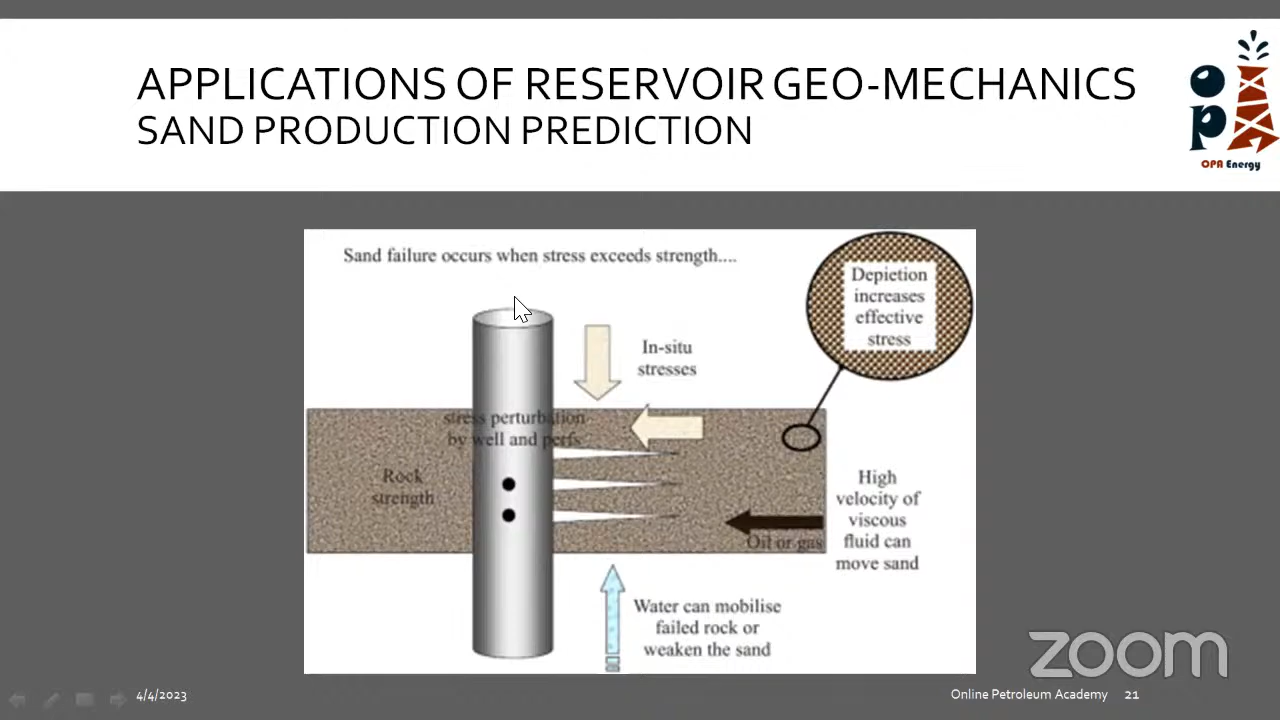 APPLICATIONS OF RESERVOIR GEO-MECHANICS
SAND PRODUCTION PREDICTION
OPA
OPA Energy
Sand failure occurs when stress exceeds strength....
Depietion
increases
effective
stress
In-situ
stresses
stress perturbation
by well and perfs
Rock
strength
High
velocity of
viscous
fluid can
move sand
Oil or gas
Water can mobilise
failed rock or
weaken the sand
zoom
4/4/2023
Online Petroleum Academy 21